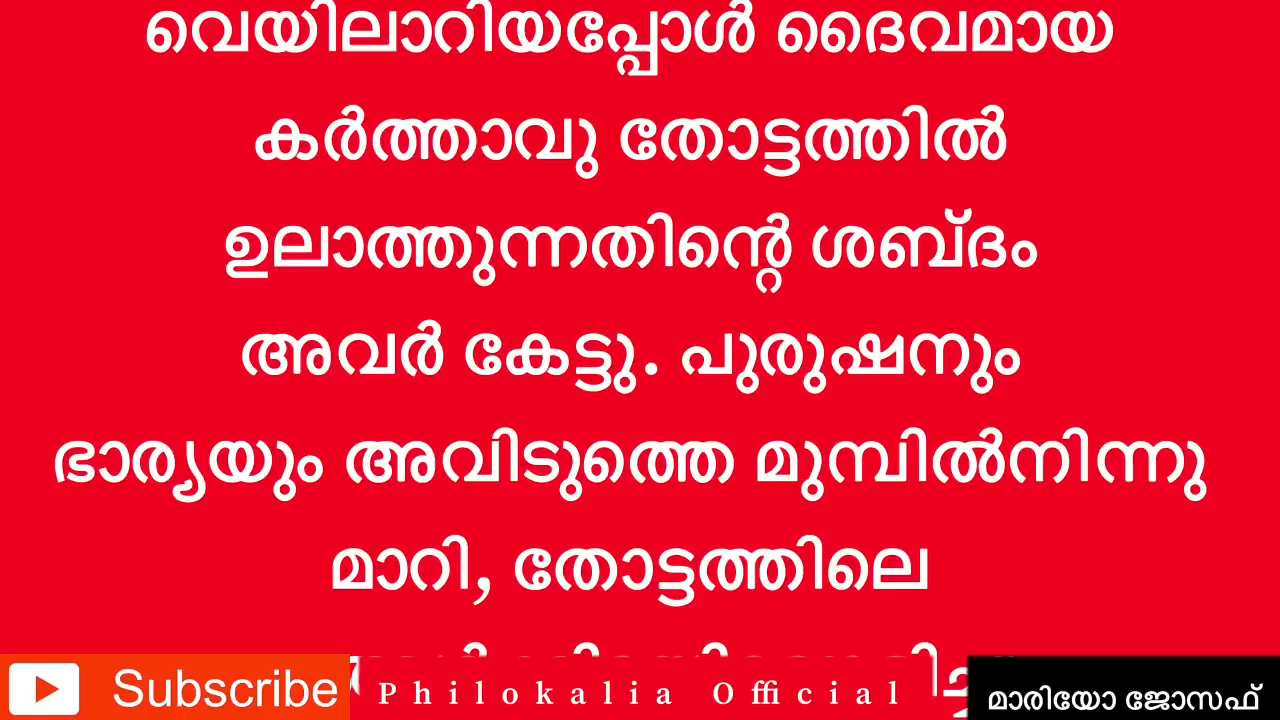 വെയിലാറിയപ്പോൾ ദൈവമായ
കർത്താവു തോട്ടത്തിൽ
ഉലാത്തുന്നതിന്റെ ശബ്ദം
അവർ കേട്ടു. പുരുഷനും
ഭാര്യയും അവിടുത്തെ മുമ്പിൽനിന്നു
മാറി, തോട്ടത്തിലെ
Subscribe
Philokalia Official
മാരിയോ ജോസഫ്